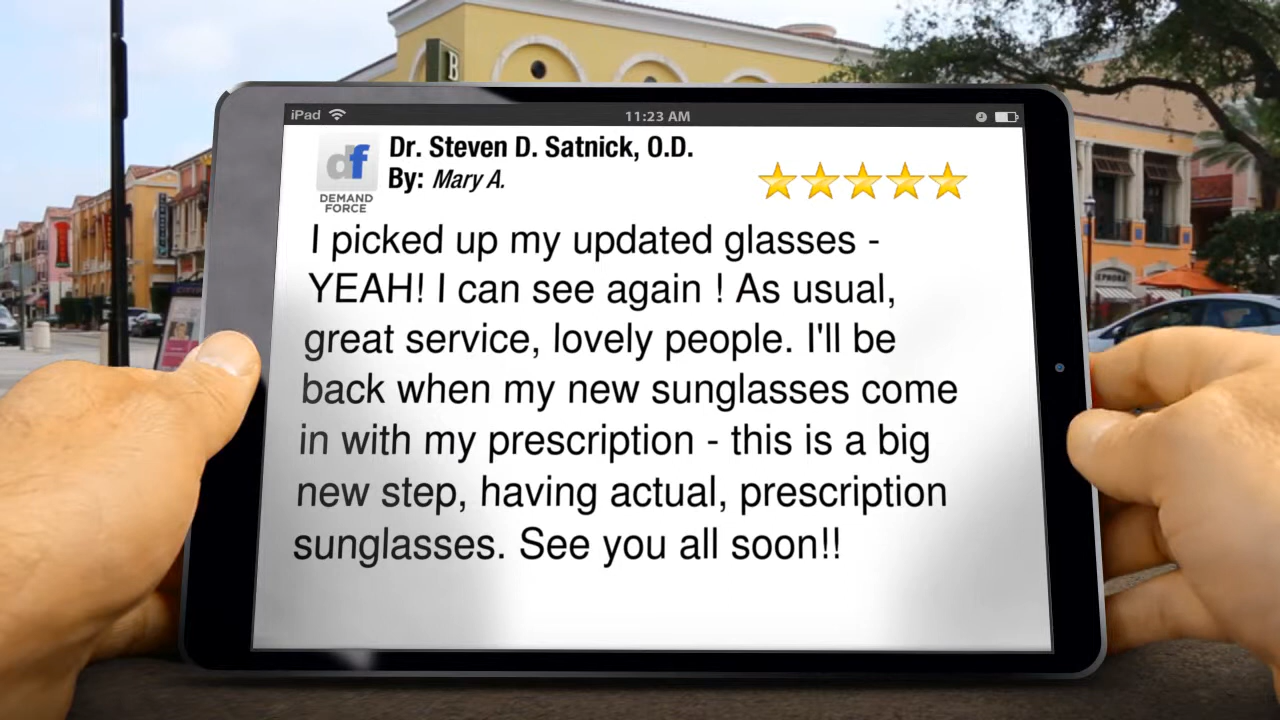 iPad 11:23 AM
df
DEMAND
FORCE
Dr. Steven D. Satnick, O.D.
By: Mary A.
I picked up my updated glasses -
YEAH! I can see again ! As usual,
great service, lovely people. I'll be
back when my new sunglasses come
in with my prescription - this is a big
new step, having actual, prescription
sunglasses. See you all soon!!
B
SEPHORA